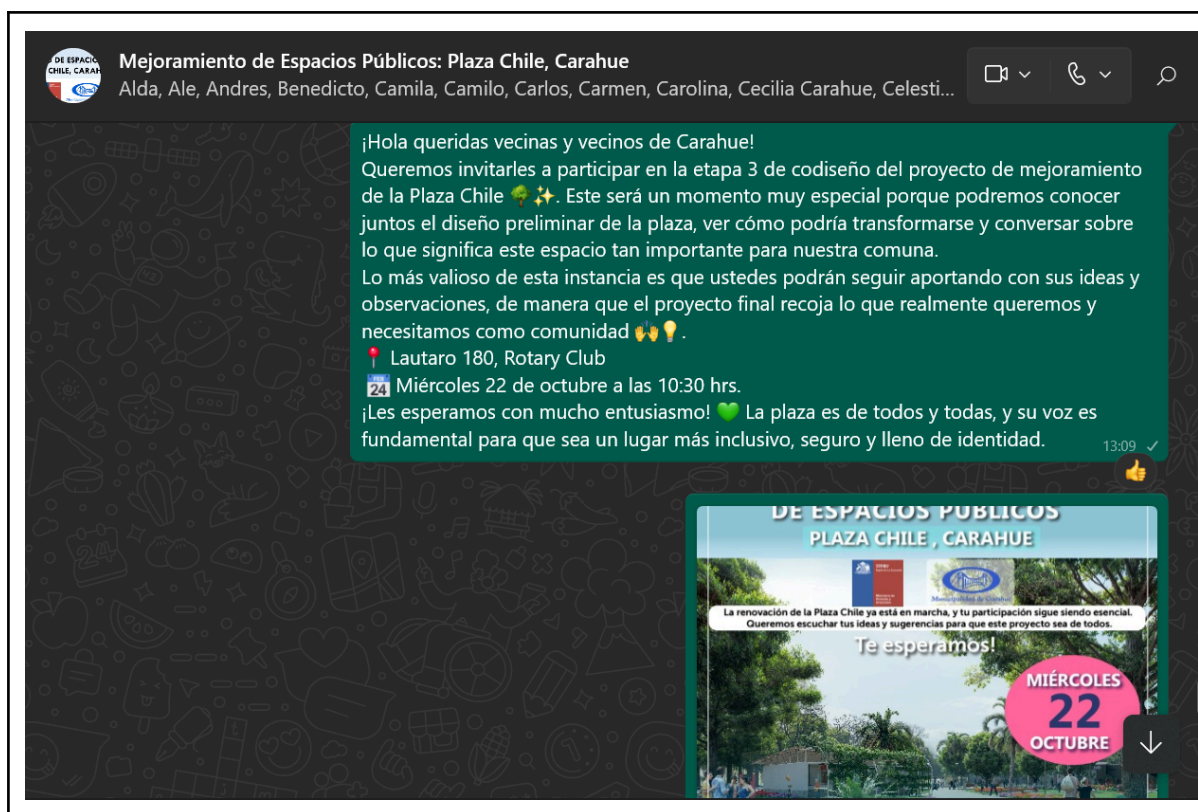 DE ESPACIO
CHILE, CARAH
Mejoramiento de Espacios Públicos: Plaza Chile, Carahue
Alda, Ale, Andres, Benedicto, Camila, Camilo, Carlos, Carmen, Carolina, Cecilia Carahue, Celesti...
¡Hola queridas vecinas y vecinos de Carahue!
Queremos invitarles a participar en la etapa 3 de codiseño del proyecto de mejoramiento
de la Plaza Chile 🌳✨. Este será un momento muy especial porque podremos conocer
juntos el diseño preliminar de la plaza, ver cómo podría transformarse y conversar sobre
lo que significa este espacio tan importante para nuestra comuna.
Lo más valioso de esta instancia es que ustedes podrán seguir aportando con sus ideas y
observaciones, de manera que el proyecto final recoja lo que realmente queremos y
necesitamos como comunidad 🙌💡.
📍 Lautaro 180, Rotary Club
📅 Miércoles 22 de octubre a las 10:30 hrs.
¡Les esperamos con mucho entusiasmo! 💚 La plaza es de todos y todas, y su voz es
fundamental para que sea un lugar más inclusivo, seguro y lleno de identidad.
13:09
DE ESPACIOS PÚBLICOS
PLAZA CHILE , CARAHUE
Municipalidad de Carahue
La renovación de la Plaza Chile ya está en marcha, y tu participación sigue siendo esencial.
Queremos escuchar tus ideas y sugerencias para que este proyecto sea de todos.
Te esperamos!
MIÉRCOLES
22
OCTUBRE